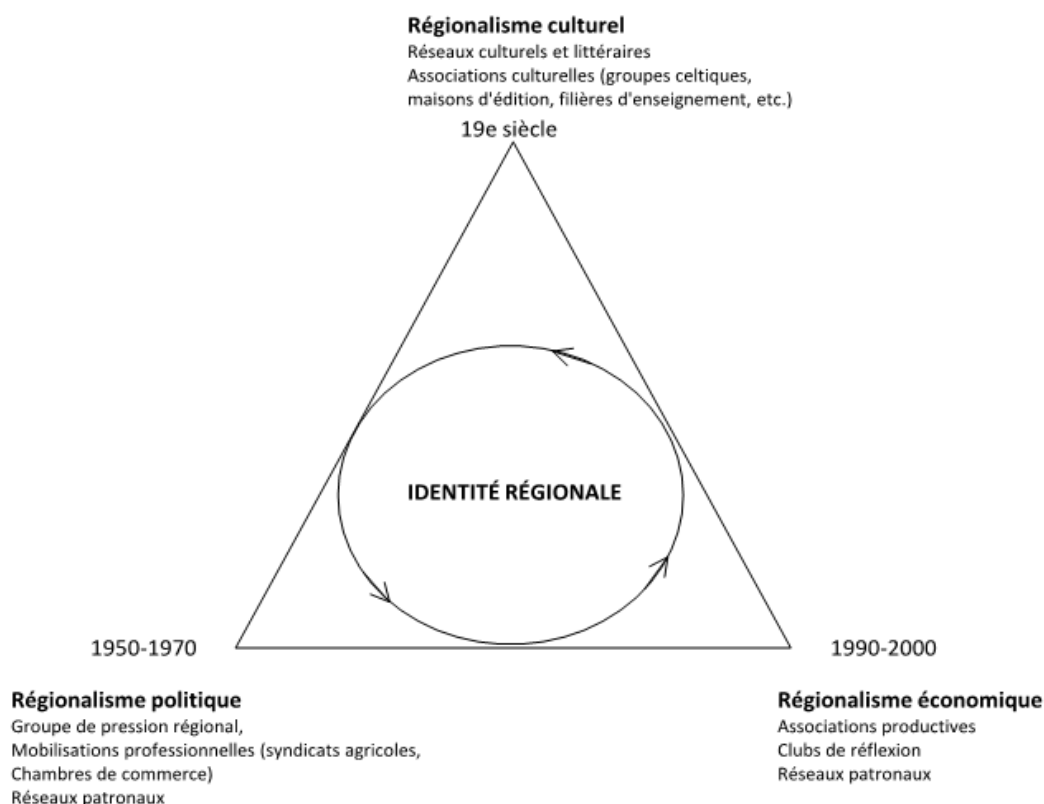 Régionalisme culturel
Réseaux culturels et littéraires
Associations culturelles (groupes celtiques,
maisons d'édition, filières d'enseignement, etc.)
19e siècle
IDENTITÉ RÉGIONALE
1950-1970
Régionalisme politique
Groupe de pression régional,
Mobilisations professionnelles (syndicats agricoles,
Chambres de commerce)
Réseaux patronaux
1990-2000
Régionalisme économique
Associations productives
Clubs de réflexion
Réseaux patronaux